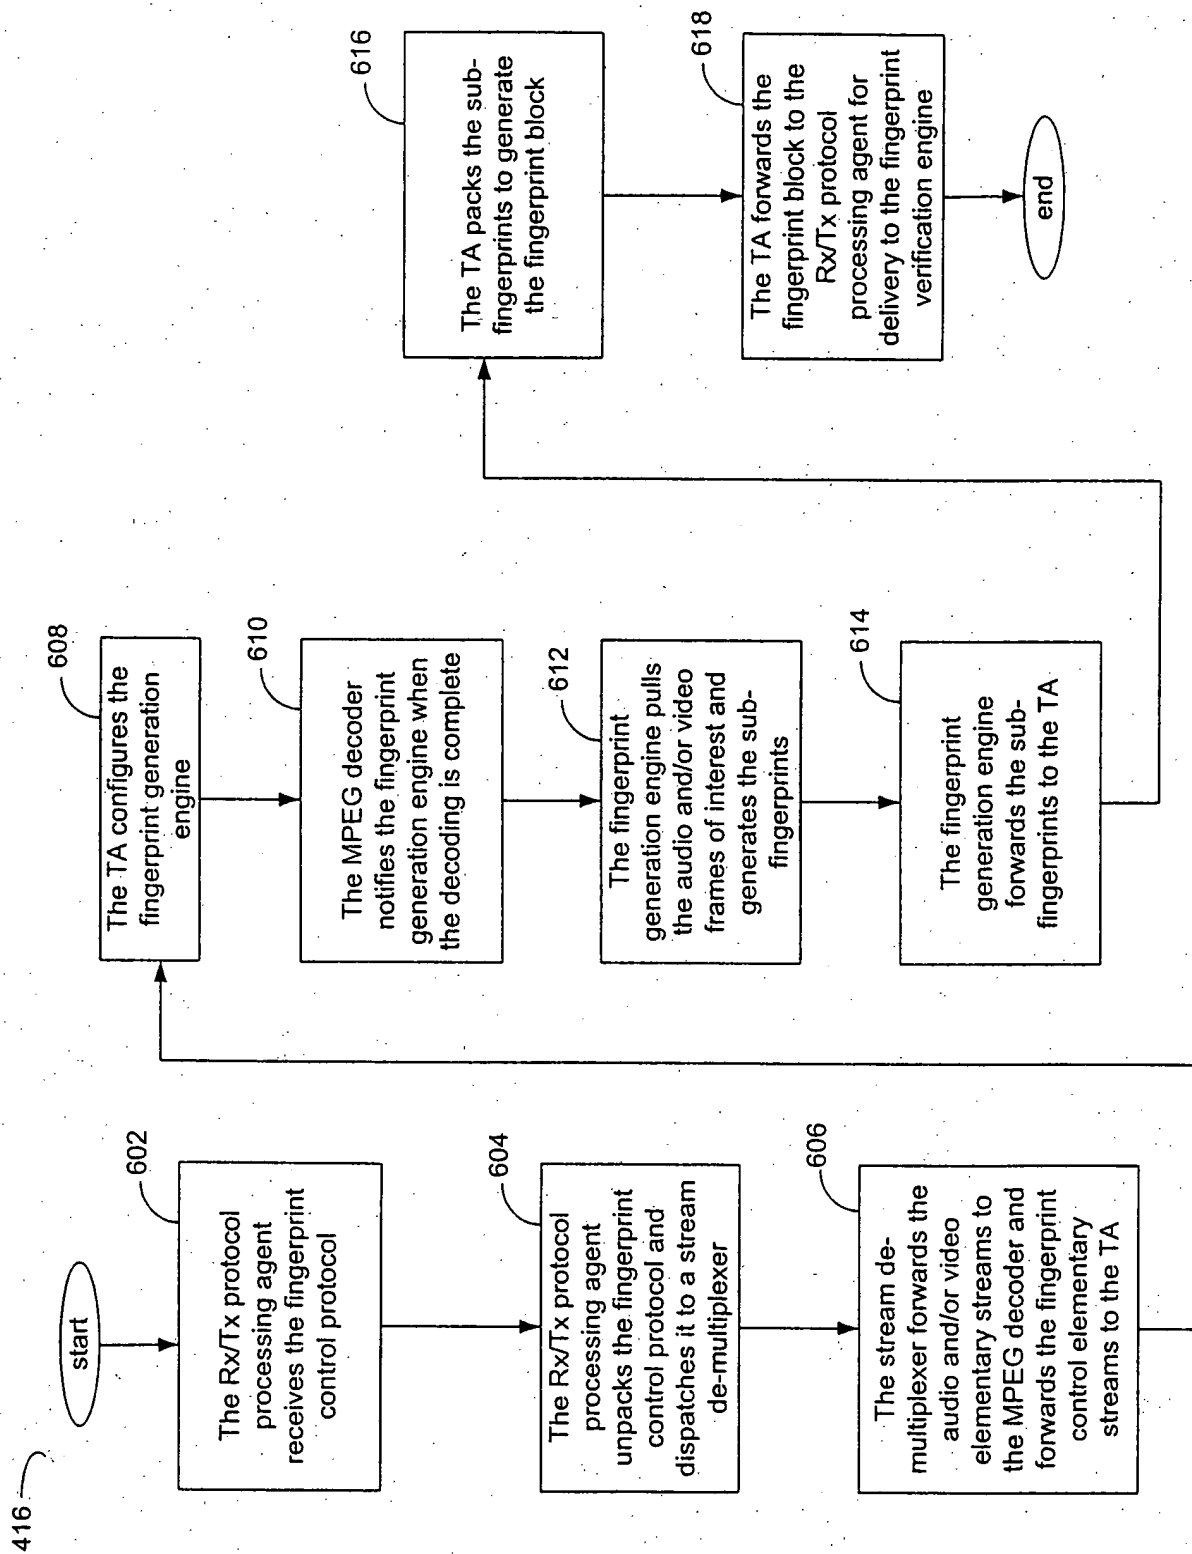 416
start
602
The Rx/Tx protocol
processing agent
receives the fingerprint
control protocol
604
The Rx/Tx protocol
processing agent
unpacks the fingerprint
control protocol and
dispatches it to a stream
de-multiplexer
606
The stream de-
multiplexer forwards the
audio and/or video
elementary streams to
the MPEG decoder and
forwards the fingerprint
control elementary
streams to the TA
608
The TA configures the
fingerprint generation
engine
610
The MPEG decoder
notifies the fingerprint
generation engine when
the decoding is complete
612
The fingerprint
generation engine pulls
the audio and/or video
frames of interest and
generates the sub-
fingerprints
614
The fingerprint
generation engine
forwards the sub-
fingerprints to the TA
616
The TA packs the sub-
fingerprints to generate
the fingerprint block
618
The TA forwards the
fingerprint block to the
Rx/Tx protocol
processing agent for
delivery to the fingerprint
verification engine
end